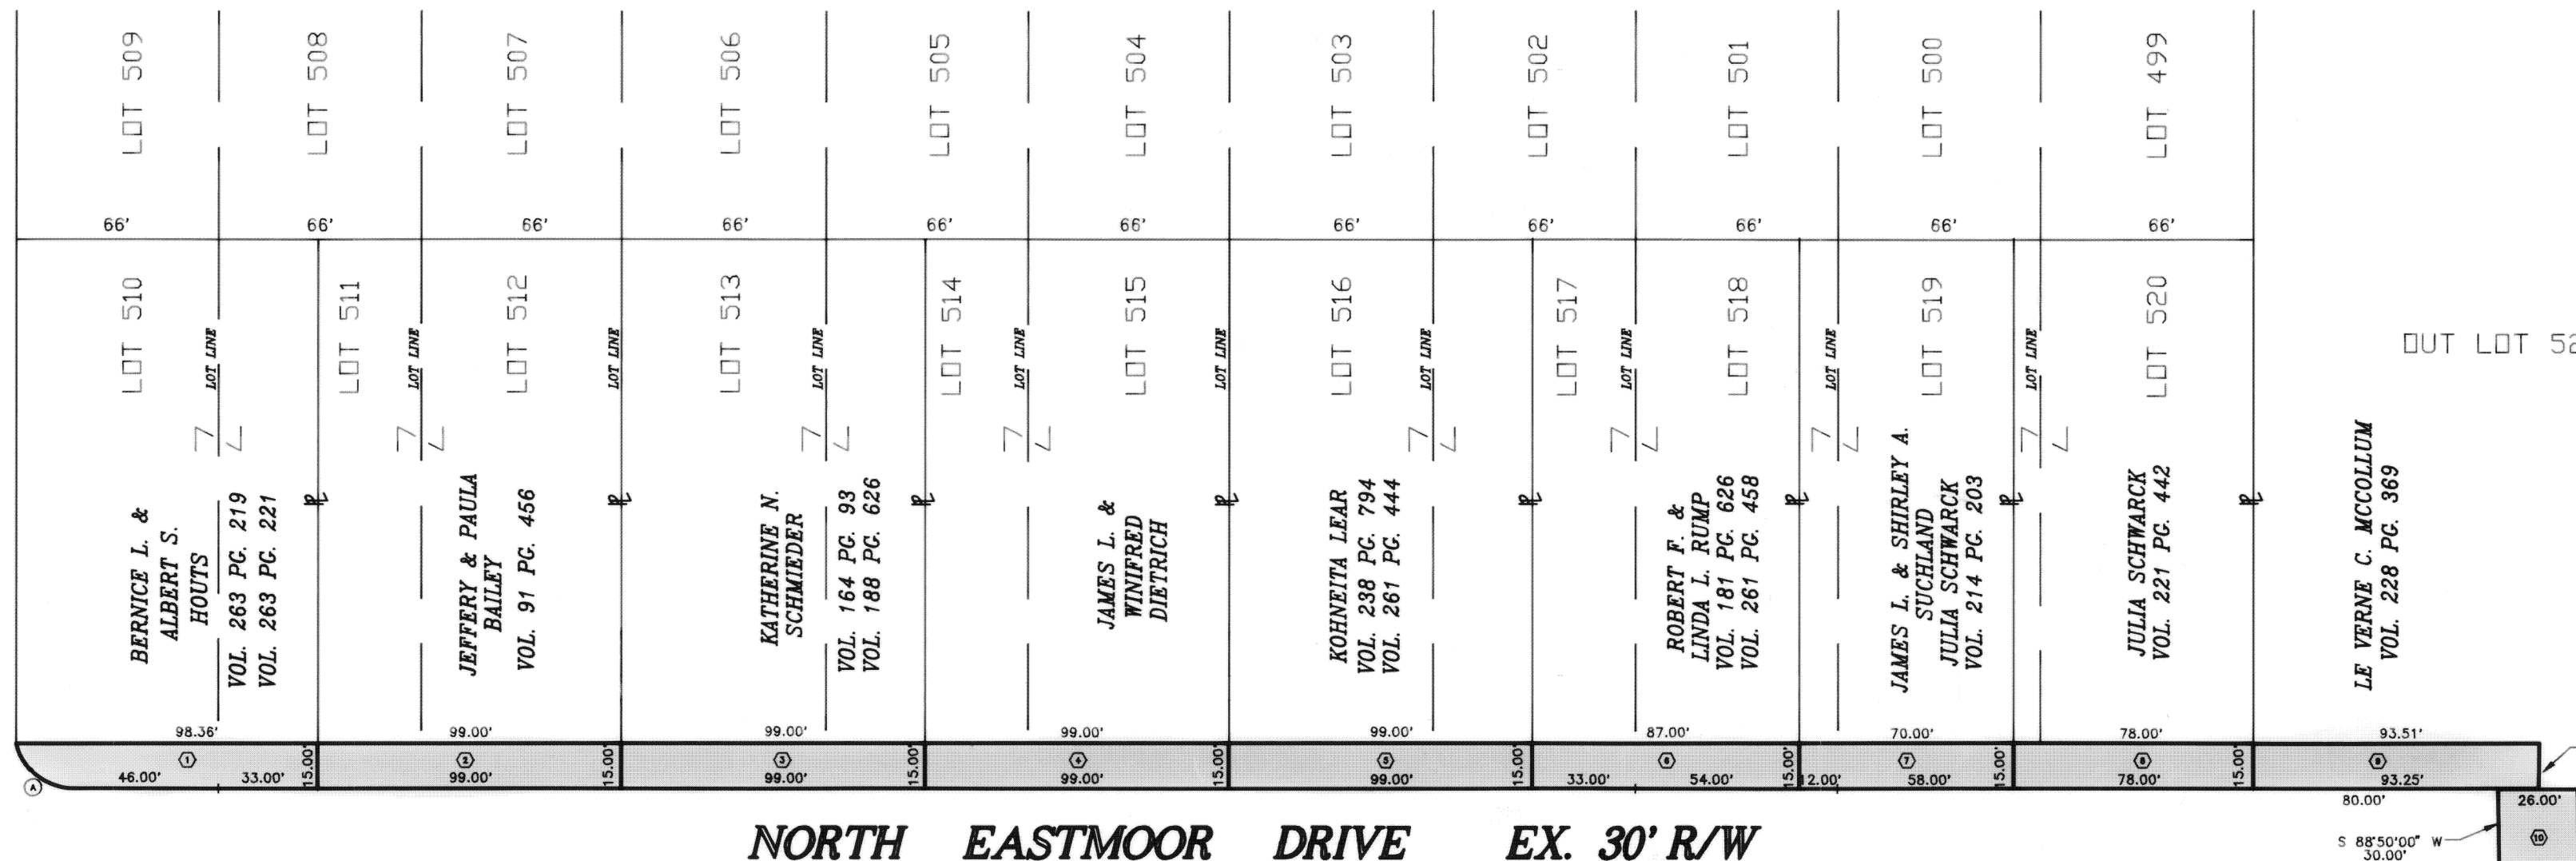 LOT 509
LOT 508
LOT 507
LOT 506
LOT 505
LOT 504
LOT 503
LOT 502
LOT 501
LOT 500
LOT 499
66'
66'
66'
66'
66'
66'
66'
66'
66'
66'
66'
LOT 510
LOT 511
LOT 512
LOT 513
LOT 514
LOT 515
LOT 516
LOT 517
LOT 518
LOT 519
LOT 520
OUT LOT 52
LOT LINE
LOT LINE
LOT LINE
LOT LINE
LOT LINE
LOT LINE
LOT LINE
LOT LINE
LOT LINE
LOT LINE
BERNICE L. &
ALBERT S.
HOUTS
VOL. 263 PG. 219
VOL. 263 PG. 221
JEFFERY & PAULA
BAILEY
VOL. 91 PG. 456
KATHERINE N.
SCHMIEDER
VOL. 164 PG. 93
VOL. 188 PG. 626
JAMES L. &
WINIFRED
DIETRICH
KOHNEITA LEAR
VOL. 238 PG. 794
VOL. 261 PG. 444
ROBERT F. &
LINDA L. RUMP
VOL. 181 PG. 626
VOL. 261 PG. 458
JAMES L. & SHIRLEY A.
SUCHLAND
JULIA SCHWARCK
VOL. 214 PG. 203
JULIA SCHWARCK
VOL. 221 PG. 442
LE VERNE C. MCCOLLUM
VOL. 228 PG. 369
98.36'
99.00'
99.00'
99.00'
99.00'
87.00'
70.00'
78.00'
93.51'
1
2
3
4
5
6
7
8
9
15.00'
15.00'
15.00'
15.00'
15.00'
15.00'
15.00'
15.00'
A
46.00'
33.00'
99.00'
99.00'
99.00'
99.00'
33.00'
54.00'
12.00'
58.00'
78.00'
93.25'
80.00'
26.00'
10
S 88°50'00" W
30.00'
NORTH EASTMOOR DRIVE EX. 30' R/W